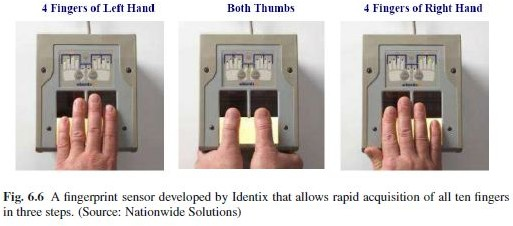 4 Fingers of Left Hand
Both Thumbs
4 Fingers of Right Hand
Fig. 6.6 A fingerprint sensor developed by Identix that allows rapid acquisition of all ten fingers
in three steps. (Source: Nationwide Solutions)